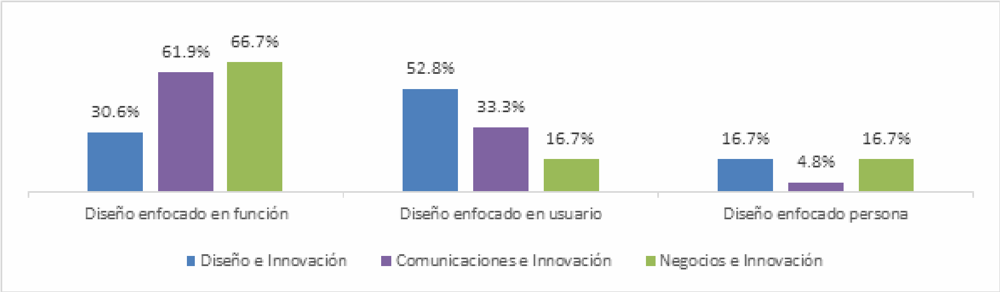 66.7%
61.9%
52.8%
30.6%
33.3%
16.7%
16.7%
16.7%
4.8%
Diseño enfocado en función
Diseño enfocado en usuario
Diseño enfocado persona
Diseño e Innovación
Comunicaciones e Innovación
Negocios e Innovación